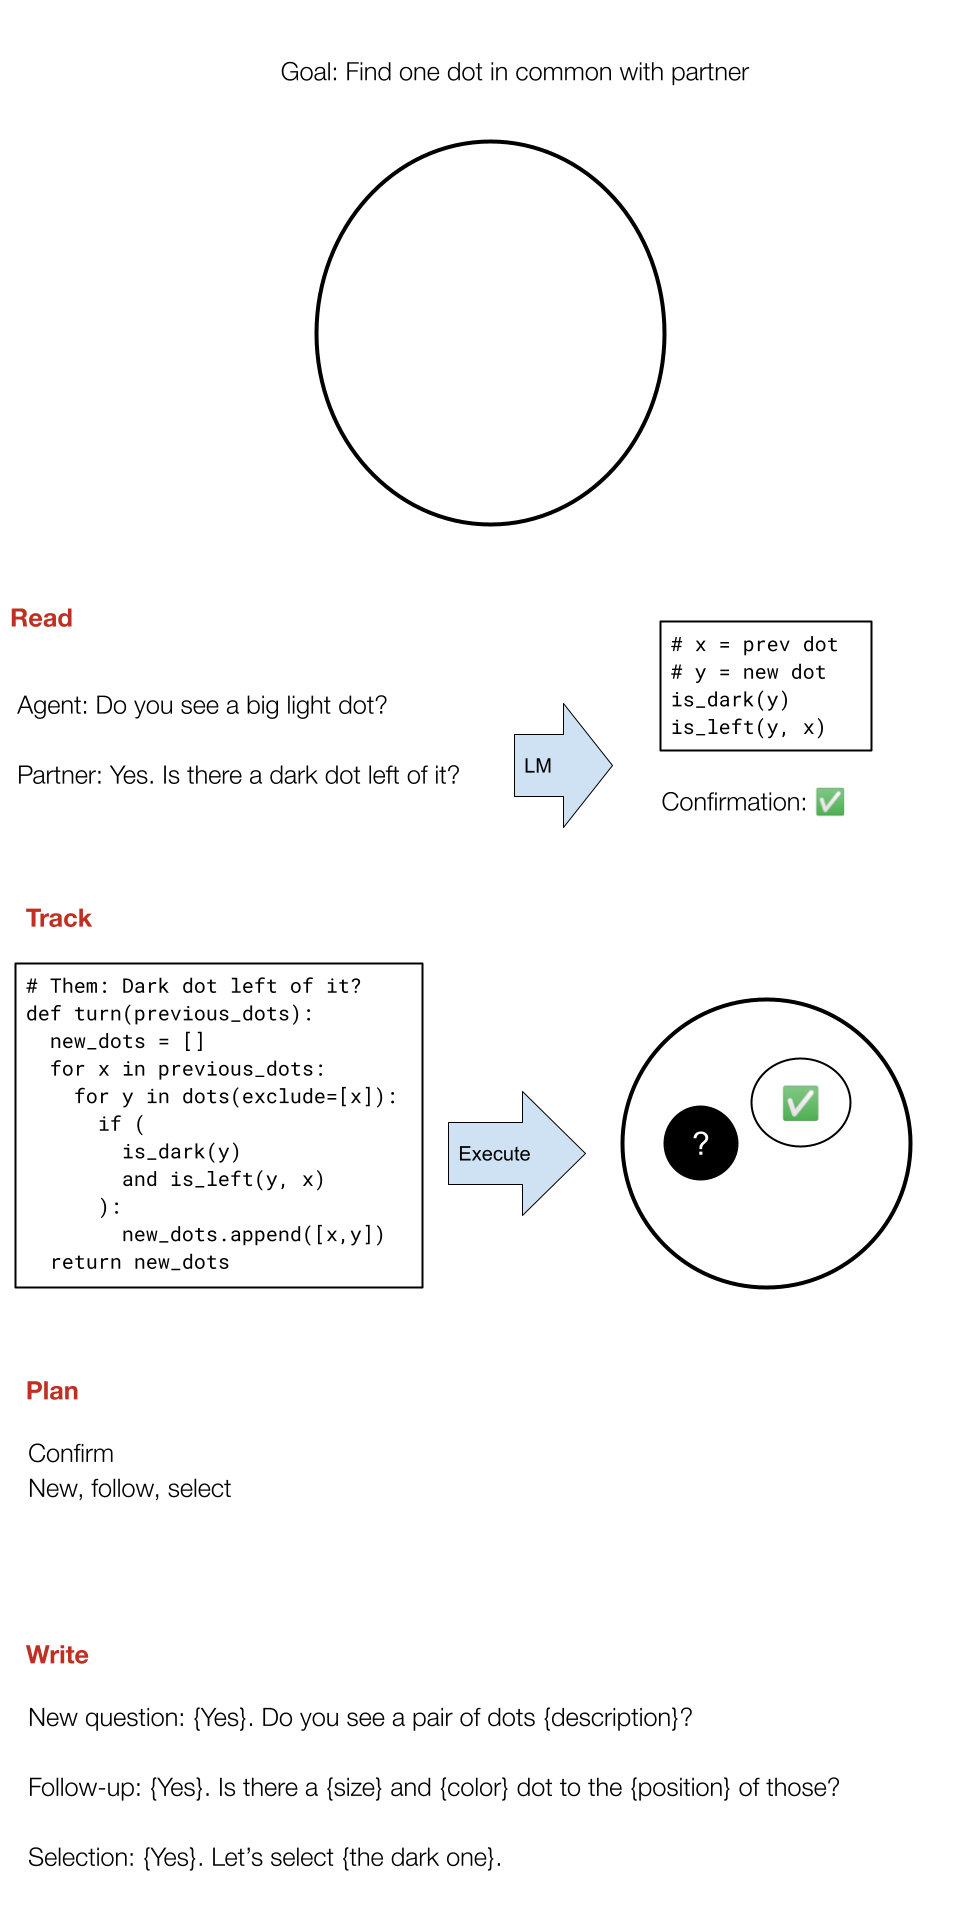 Goal: Find one dot in common with partner
Read
Agent: Do you see a big light dot?
Partner: Yes. Is there a dark dot left of it?
LM
# x = prev dot
# y = new dot
is_dark(y)
is_left(y, x)
Confirmation: ✅
Track
# Them: Dark dot left of it?
def turn(previous_dots):
  new_dots = []
  for x in previous_dots:
    for y in dots(exclude=[x]):
      if (
        is_dark(y)
        and is_left(y, x)
      ):
        new_dots.append([x,y])
  return new_dots
Execute
?
✅
Plan
Confirm
New, follow, select
Write
New question: {Yes}. Do you see a pair of dots {description}?
Follow-up: {Yes}. Is there a {size} and {color} dot to the {position} of those?
Selection: {Yes}. Let’s select {the dark one}.